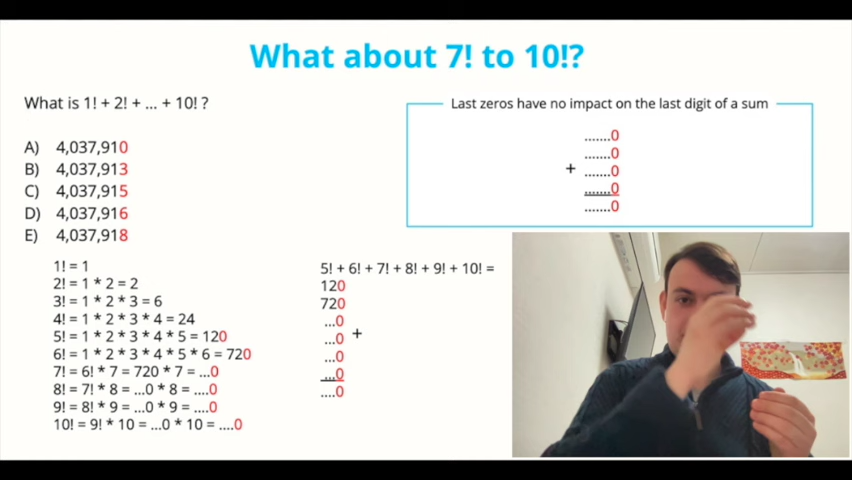 What about 7! to 10!?
What is 1! + 2! + ... + 10! ?
A) 4,037,910
B) 4,037,913
C) 4,037,915
D) 4,037,916
E) 4,037,918
Last zeros have no impact on the last digit of a sum
.......0
.......0
+ .......0
.......0
.......0
1! = 1
2! = 1 * 2 = 2
3! = 1 * 2 * 3 = 6
4! = 1 * 2 * 3 * 4 = 24
5! = 1 * 2 * 3 * 4 * 5 = 120
6! = 1 * 2 * 3 * 4 * 5 * 6 = 720
7! = 6! * 7 = 720 * 7 = ...0
8! = 7! * 8 = ...0 * 8 = ....0
9! = 8! * 9 = ...0 * 9 = ....0
10! = 9! * 10 = ...0 * 10 = ....0
5! + 6! + 7! + 8! + 9! + 10! =
120
720
...0
...0 +
...0
...0
....0